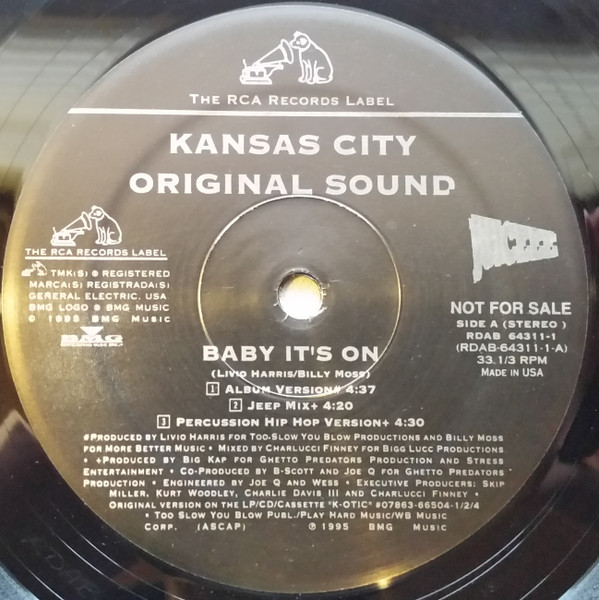 THE RCA RECORDS LABEL
KANSAS CITY
ORIGINAL SOUND
THE RCA RECORDS LABEL
TMK(S) ® REGISTERED
MARCA(S) REGISTRADA(S)
GENERAL ELECTRIC, USA
BMG LOGO ® BMG MUSIC
© 1995 BMG MUSIC
BMG
NOT FOR SALE
SIDE A (STEREO)
RDAB 64311-1
(RDAB-64311-1-A)
33.1/3 RPM
MADE IN USA
BABY IT'S ON
(LIVIO HARRIS/BILLY MOSS)
1 ALBUM VERSION# 4:37
2 JEEP MIX+ 4:20
3 PERCUSSION HIP HOP VERSION+ 4:30
#PRODUCED BY LIVIO HARRIS FOR TOO.SLOW YOU BLOW PRODUCTIONS AND BILLY MOSS
FOR MORE BETTER MUSIC • MIXED BY CHARLUCCI FINNEY FOR BIGG LUCC PRODUCTIONS
• +PRODUCED BY BIG KAP FOR GHETTO PREDATORS PRODUCTION AND STRESS
ENTERTAINMENT • CO-PRODUCED BY B-SCOTT AND JOE Q FOR GHETTO PREDATORS
PRODUCTION • ENGINEERED BY JOE Q AND WESS • EXECUTIVE PRODUCERS: SKIP
MILLER, KURT WOODLEY, CHARLIE DAVIS III AND CHARLUCCI FINNEY •
ORIGINAL VERSION ON THE LP/CD/CASSETTE "K-OTIC" #07863-66504-1/2/4
• TOO SLOW YOU BLOW PUBL./PLAY HARD MUSIC/WB MUSIC
CORP. (ASCAP) ℗ 1995 BMG MUSIC